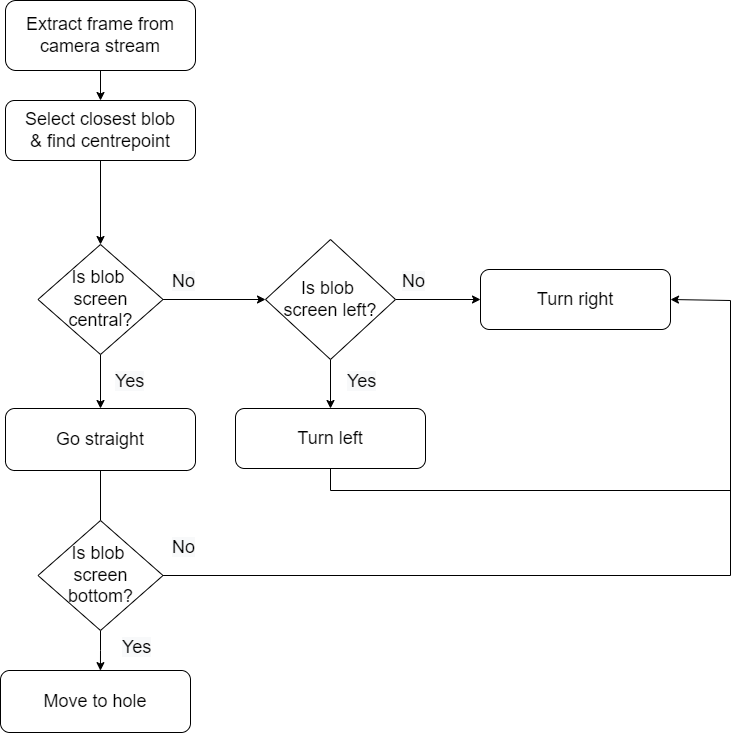 Extract frame from
camera stream
Select closest blob
& find centrepoint
Is blob
screen
central?
No
Is blob
screen left?
No
Turn right
Yes
Yes
Go straight
Turn left
Is blob
screen
bottom?
No
Yes
Move to hole